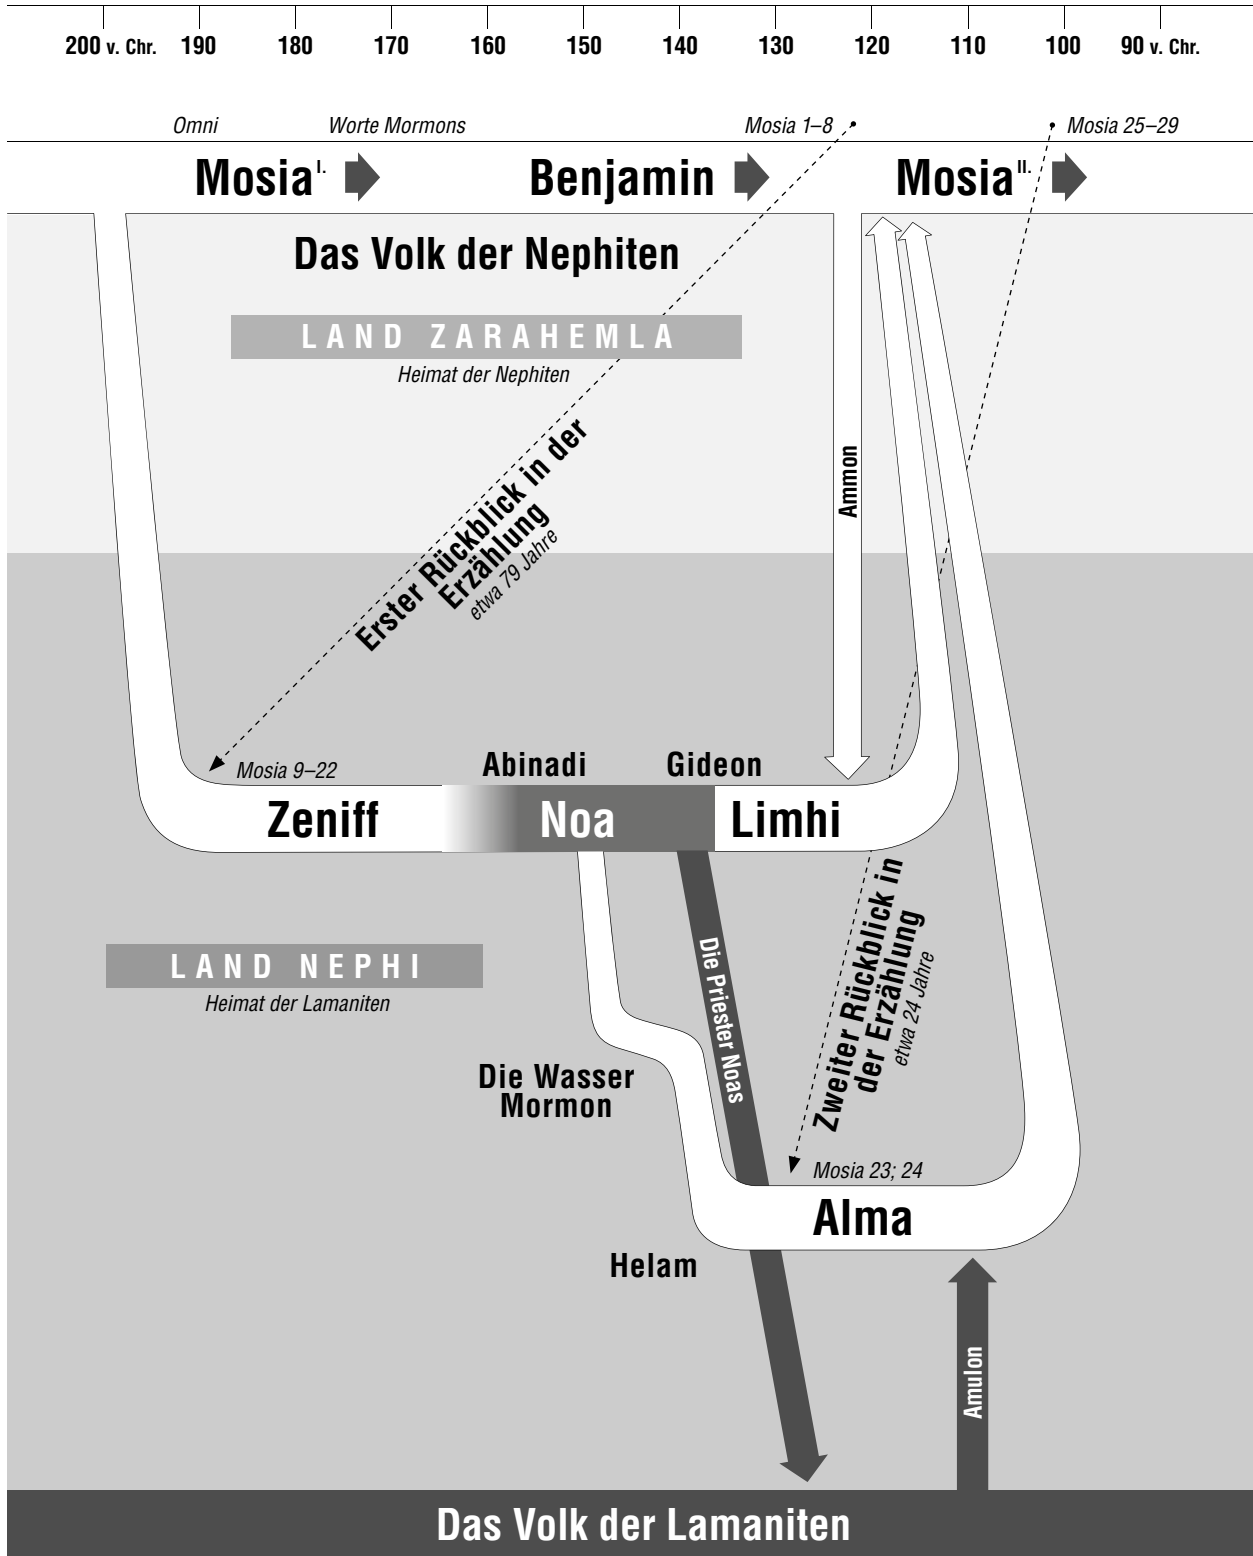 200 v. Chr. 190 180 170 160 150 140 130 120 110 100 90 v. Chr.
Omni Worte Mormons Mosia 1–8 Mosia 25–29
Mosia I. Benjamin Mosia II.
Das Volk der Nephiten
LAND ZARAHEMLA
Heimat der Nephiten
Erster Rückblick in der
Erzählung
etwa 79 Jahre
Ammon
Mosia 9–22
Abinadi Gideon
Zeniff Noa Limhi
LAND NEPHI
Heimat der Lamaniten
Die Priester Noas
Zweiter Rückblick in
der Erzählung
etwa 24 Jahre
Die Wasser
Mormon
Mosia 23; 24
Alma
Helam
Amulon
Das Volk der Lamaniten